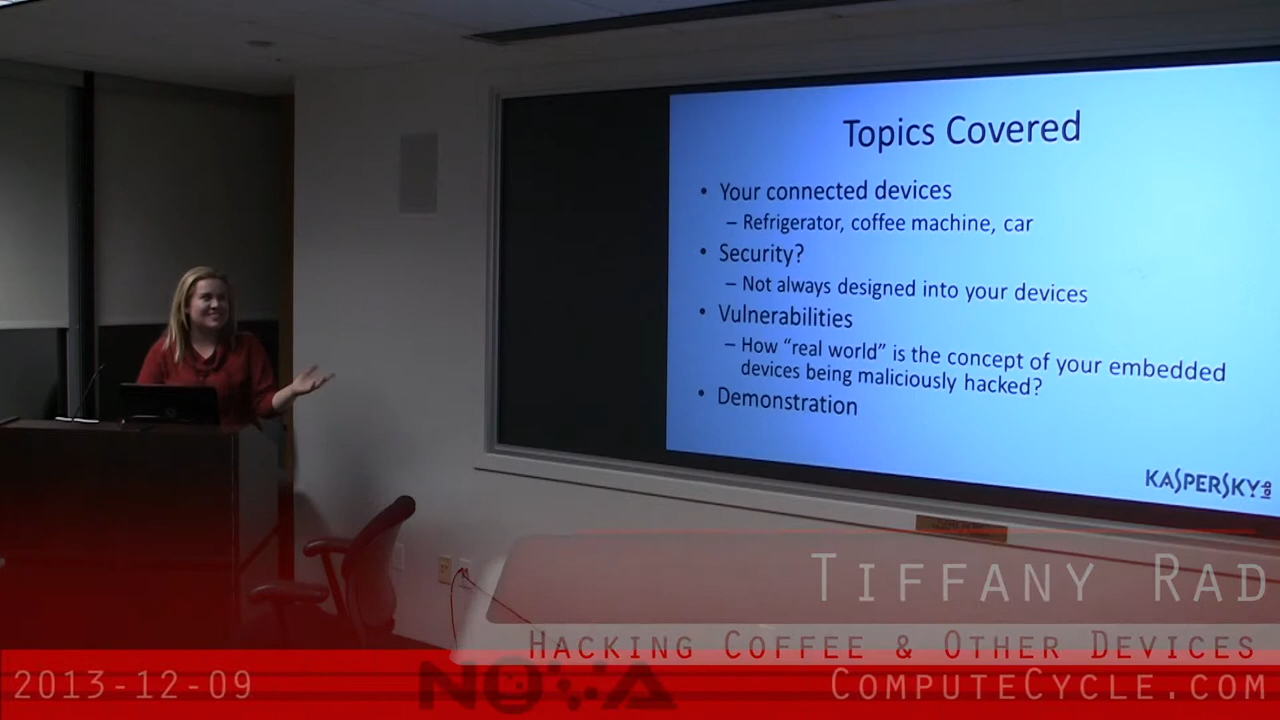 Topics Covered
• Your connected devices
– Refrigerator, coffee machine, car
• Security?
– Not always designed into your devices
• Vulnerabilities
– How “real world” is the concept of your embedded
devices being maliciously hacked?
• Demonstration
KASPERSKY lab
Tiffany Rad
Hacking Coffee & Other Devices
2013-12-09
NOVA
ComputeCycle.com